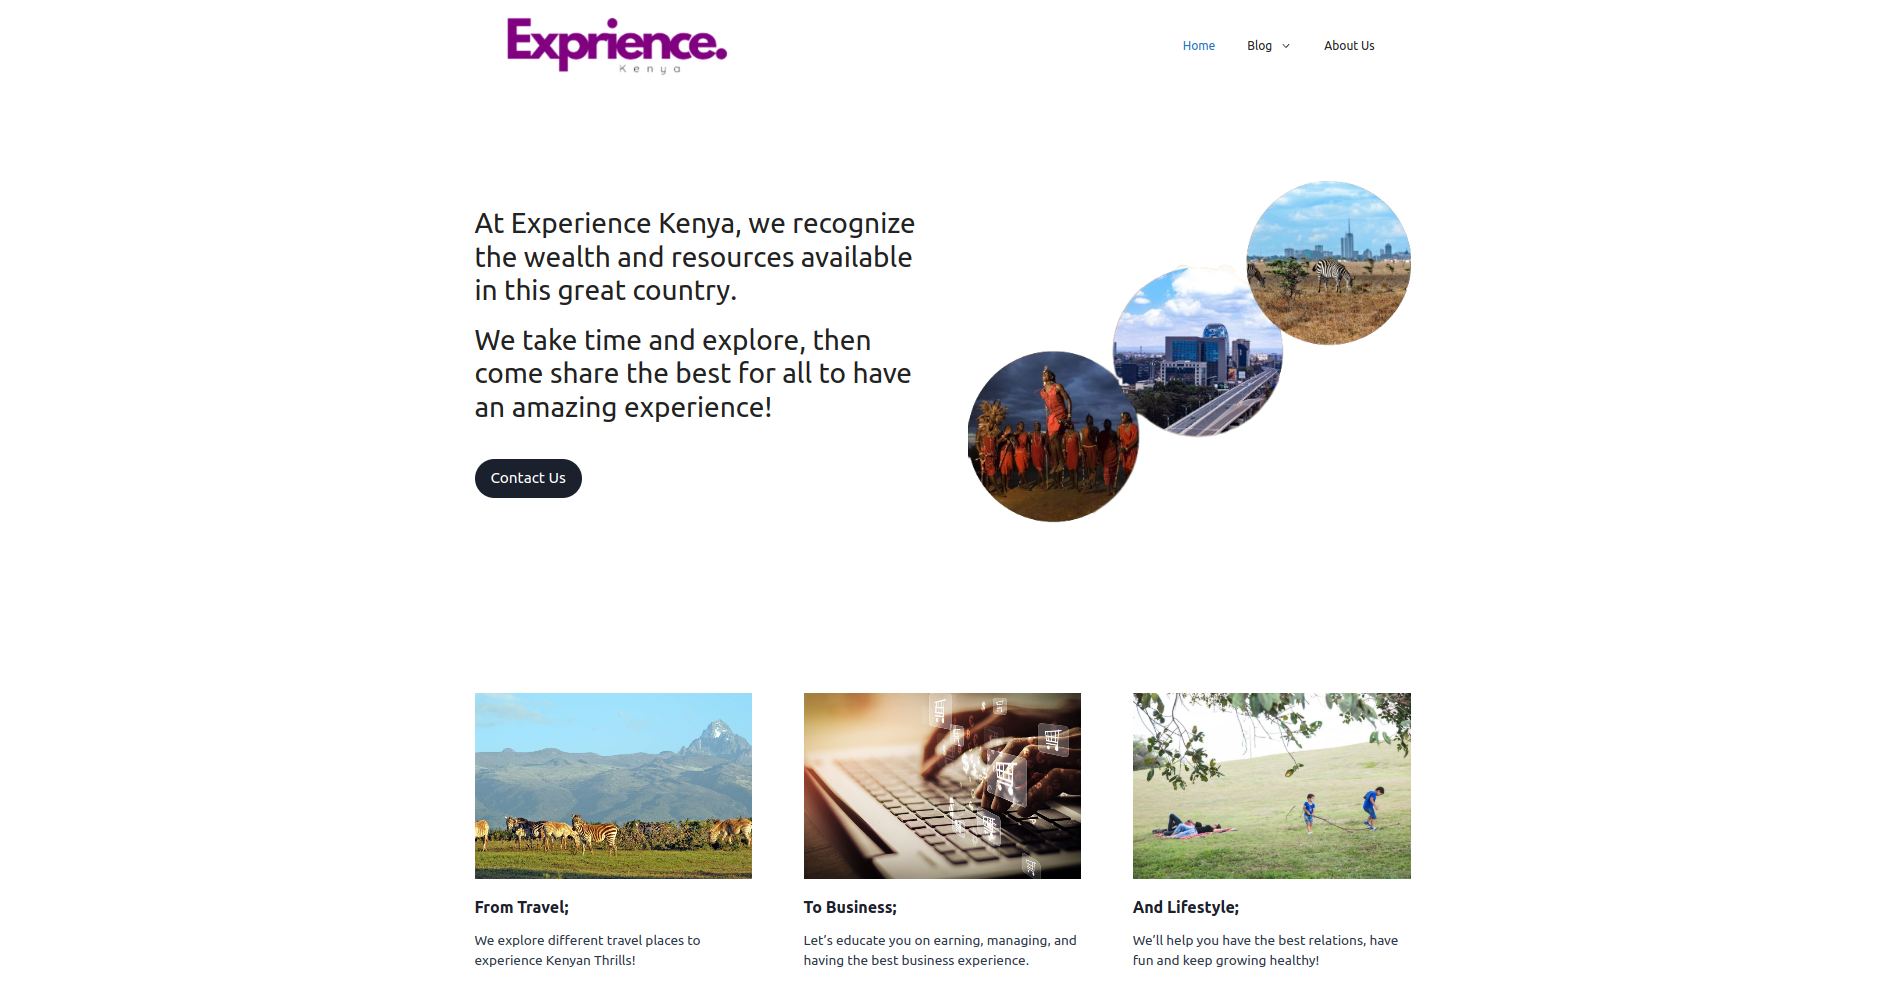 Exprience.
Kenya
Home Blog About Us
At Experience Kenya, we recognize
the wealth and resources available
in this great country.
We take time and explore, then
come share the best for all to have
an amazing experience!
Contact Us
From Travel;
We explore different travel places to
experience Kenyan Thrills!
To Business;
Let’s educate you on earning, managing, and
having the best business experience.
And Lifestyle;
We’ll help you have the best relations, have
fun and keep growing healthy!